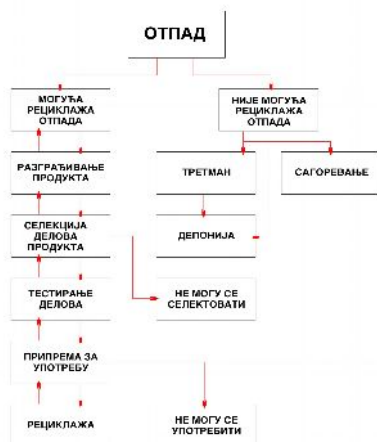 ОТПАД
МОГУЋА
РЕЦИКЛАЖА
ОТПАДА
НИЈЕ МОГУЋА
РЕЦИКЛАЖА
ОТПАДА
РАЗГРАЂИВАЊЕ
ПРОДУКТА
ТРЕТМАН
САГОРЕВАЊЕ
СЕЛЕКЦИЈА
ДЕЛОВА
ПРОДУКТА
ДЕПОНИЈА
ТЕСТИРАЊЕ
ДЕЛОВА
НЕ МОГУ СЕ
СЕЛЕКТОВАТИ
ПРИПРЕМА ЗА
УПОТРЕБУ
РЕЦИКЛАЖА
НЕ МОГУ СЕ
УПОТРЕБИТИ